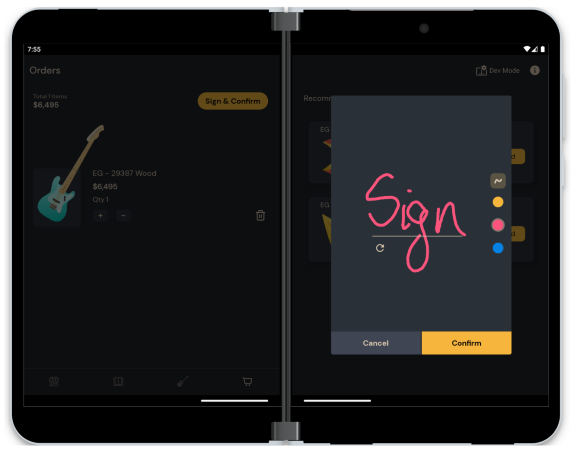 7:55
Orders
Total 1 items
$6,495
Sign & Confirm
EG - 29387 Wood
$6,495
Qty 1
Dev Mode
Recomm
EG
EG
d
d
Sign
Cancel
Confirm